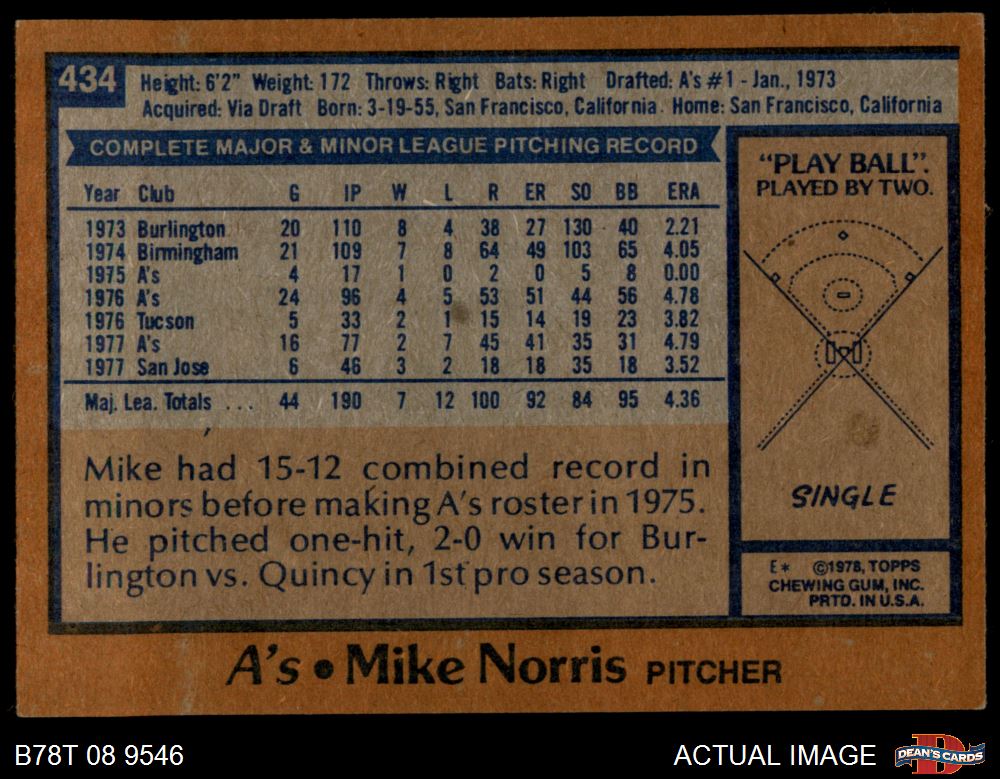 434
Height: 6'2" Weight: 172 Throws: Right Bats: Right Drafted: A's #1 - Jan., 1973
Acquired: Via Draft Born: 3-19-55, San Francisco, California. Home: San Francisco, California
COMPLETE MAJOR & MINOR LEAGUE PITCHING RECORD
Year Club G IP W L R ER SO BB ERA
1973 Burlington 20 110 8 4 38 27 130 40 2.21
1974 Birmingham 21 109 7 8 64 49 103 65 4.05
1975 A's 4 17 1 0 2 0 5 8 0.00
1976 A's 24 96 4 5 53 51 44 56 4.78
1976 Tucson 5 33 2 1 15 14 19 23 3.82
1977 A's 16 77 2 7 45 41 35 31 4.79
1977 San Jose 6 46 3 2 18 18 35 18 3.52
Maj. Lea. Totals ... 44 190 7 12 100 92 84 95 4.36
Mike had 15-12 combined record in
minors before making A's roster in 1975.
He pitched one-hit, 2-0 win for Bur-
lington vs. Quincy in 1st pro season.
"PLAY BALL".
PLAYED BY TWO.
SINGLE
E* ©1978, TOPPS
CHEWING GUM, INC.
PRTD. IN U.S.A.
A's • Mike Norris PITCHER
B78T 08 9546
ACTUAL IMAGE
DEAN'S CARDS